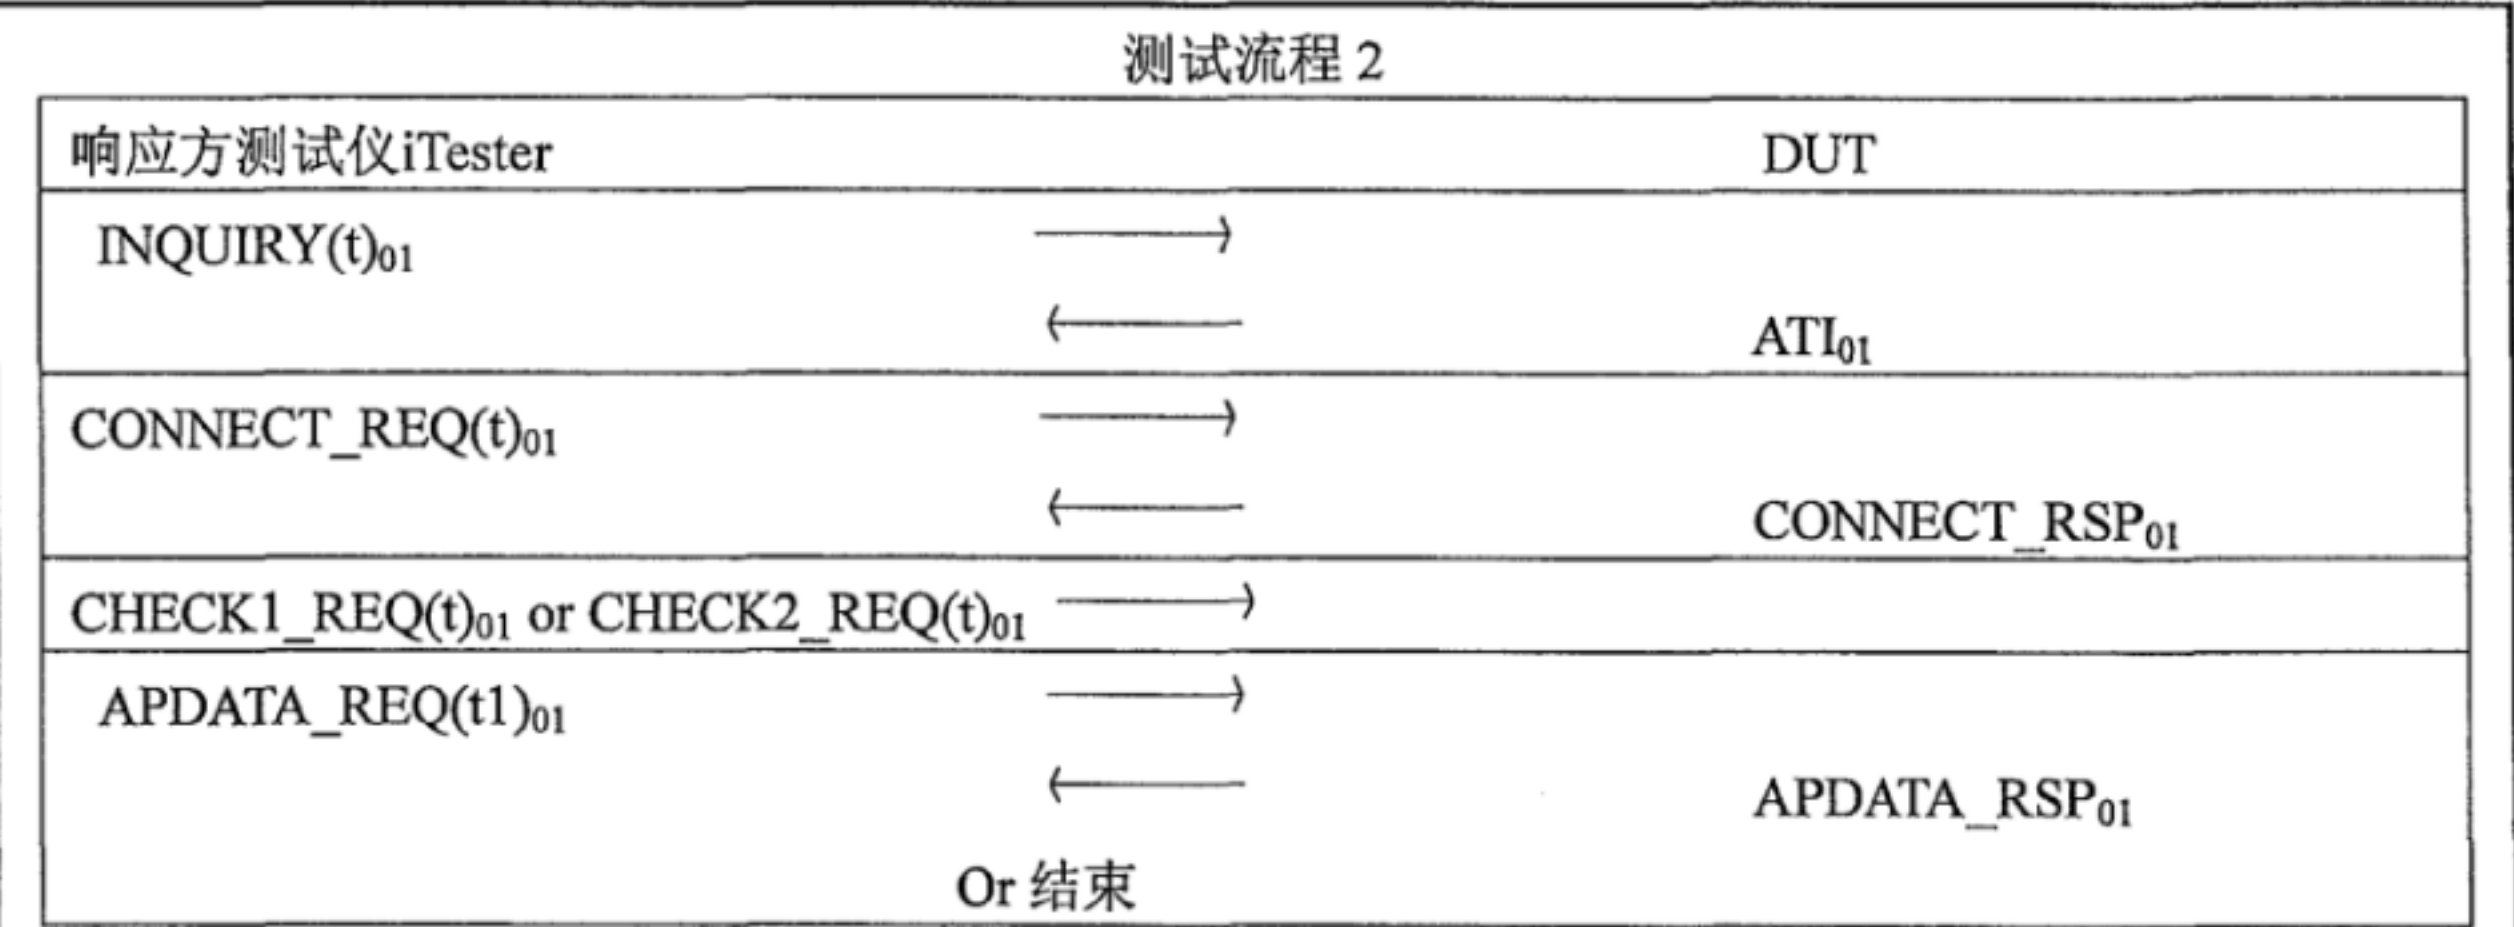 测试流程 2
响应方测试仪iTester DUT
INQUIRY(t)01
ATI01
CONNECT_REQ(t)01
CONNECT_RSP01
CHECK1_REQ(t)01 or CHECK2_REQ(t)01
APDATA_REQ(t1)01
APDATA_RSP01
Or 结束